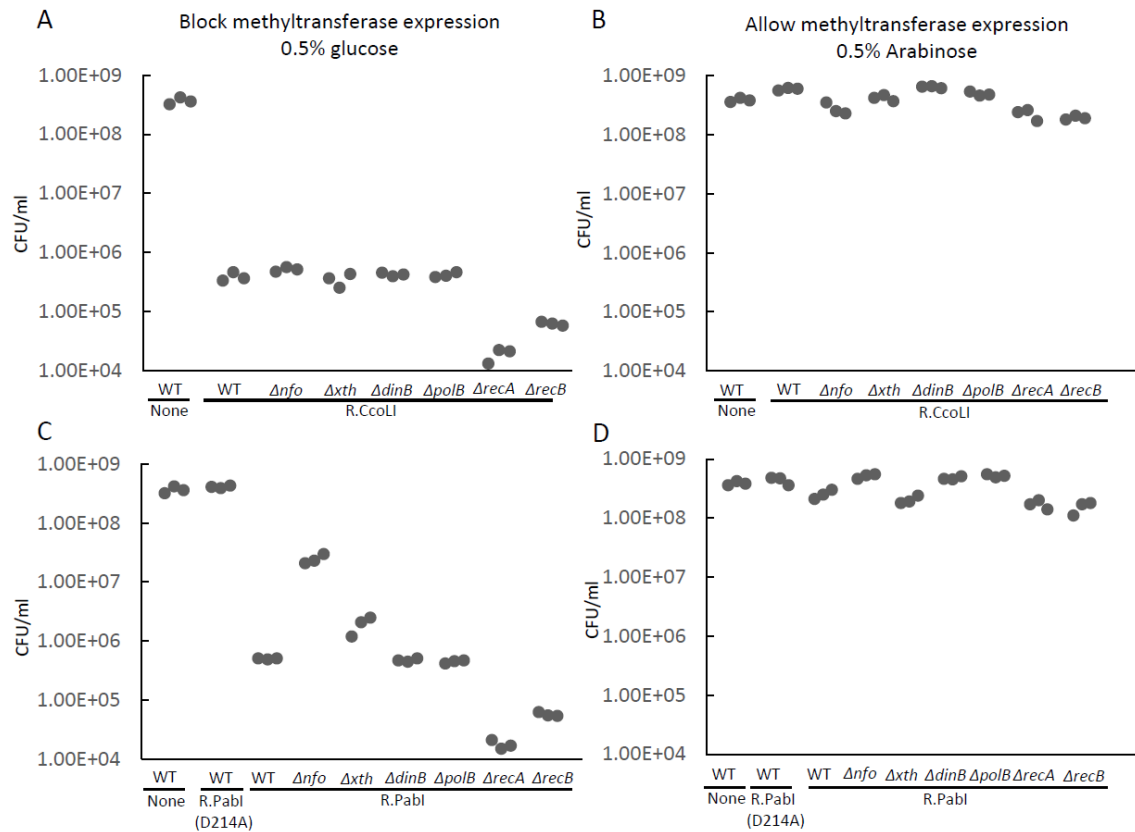 A
Block methyltransferase expression
0.5% glucose
CFU/ml
1.00E+09
1.00E+08
1.00E+07
1.00E+06
1.00E+05
1.00E+04
WT WT Δnfo Δxth ΔdinB ΔpolB ΔrecA ΔrecB
None R.CcoLI
B
Allow methyltransferase expression
0.5% Arabinose
CFU/ml
1.00E+09
1.00E+08
1.00E+07
1.00E+06
1.00E+05
1.00E+04
WT WT Δnfo Δxth ΔdinB ΔpolB ΔrecA ΔrecB
None R.CcoLI
C
CFU/ml
1.00E+09
1.00E+08
1.00E+07
1.00E+06
1.00E+05
1.00E+04
WT WT WT Δnfo Δxth ΔdinB ΔpolB ΔrecA ΔrecB
None R.PabI R.PabI
(D214A)
D
CFU/ml
1.00E+09
1.00E+08
1.00E+07
1.00E+06
1.00E+05
1.00E+04
WT WT WT Δnfo Δxth ΔdinB ΔpolB ΔrecA ΔrecB
None R.PabI R.PabI
(D214A)